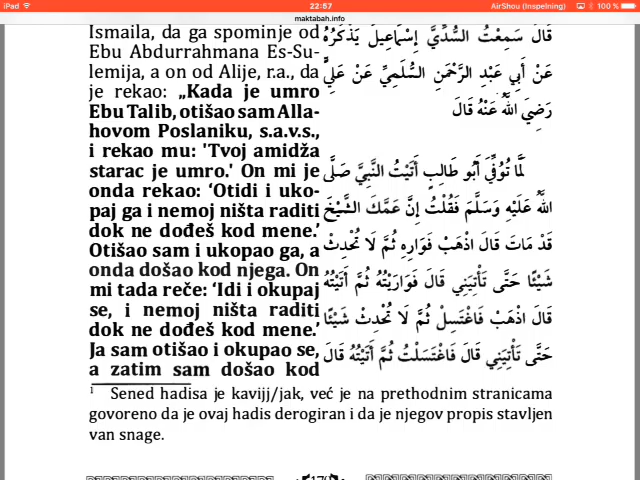 iPad
22:57
AirShou (Inspelning)
100 %
maktabah.info
Ismaila, da ga spominje od
Ebu Abdurrahmana Es-Su-
lemija, a on od Alije, r.a., da
je rekao: „Kada je umro
Ebu Talib, otišao sam Alla-
hovom Poslaniku, s.a.v.s.,
i rekao mu: 'Tvoj amidža
starac je umro.' On mi je
onda rekao: ‘Otidi i uko-
paj ga i nemoj ništa raditi
dok ne dođeš kod mene.’
Otišao sam i ukopao ga, a
onda došao kod njega. On
mi tada reče: ‘Idi i okupaj
se, i nemoj ništa raditi
dok ne dođeš kod mene.’
Ja sam otišao i okupao se,
a zatim sam došao kod
قَالَ سَمِعْتُ السُّدِّيَّ إِسْمَاعِيلَ يَذْكُرُهُ
عَنْ أَبِي عَبْدِ الرَّحْمَنِ السُّلَمِيِّ عَنْ عَلِيٍّ
رَضِيَ اللهُ عَنْهُ قَالَ
لَمَّا تُوُفِّيَ أَبُو طَالِبٍ أَتَيْتُ النَّبِيَّ صَلَّى
اللهُ عَلَيْهِ وَسَلَّمَ فَقُلْتُ إِنَّ عَمَّكَ الشَّيْخَ
قَدْ مَاتَ قَالَ اذْهَبْ فَوَارِهِ ثُمَّ لَا تُحْدِثْ
شَيْئًا حَتَّى تَأْتِيَنِي قَالَ فَوَارَيْتُهُ ثُمَّ أَتَيْتُهُ
قَالَ اذْهَبْ فَاغْتَسِلْ ثُمَّ لَا تُحْدِثْ شَيْئًا
حَتَّى تَأْتِيَنِي قَالَ فَاغْتَسَلْتُ ثُمَّ أَتَيْتُهُ قَالَ
1 Sened hadisa je kavijj/jak, već je na prethodnim stranicama
govoreno da je ovaj hadis derogiran i da je njegov propis stavljen
van snage.